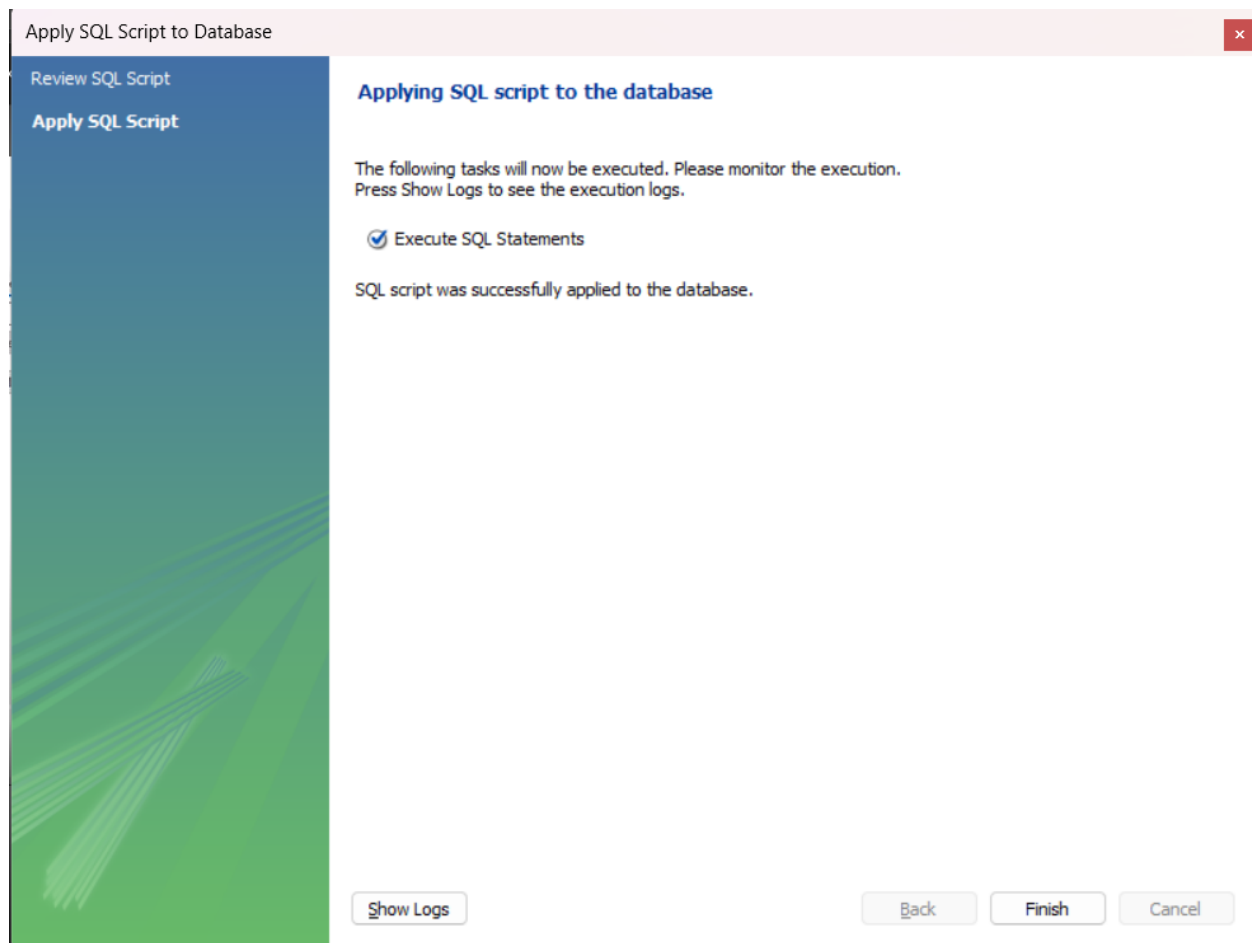 Apply SQL Script to Database
Review SQL Script
Apply SQL Script
Applying SQL script to the database
The following tasks will now be executed. Please monitor the execution.
Press Show Logs to see the execution logs.
Execute SQL Statements
SQL script was successfully applied to the database.
Show Logs
Back
Finish
Cancel